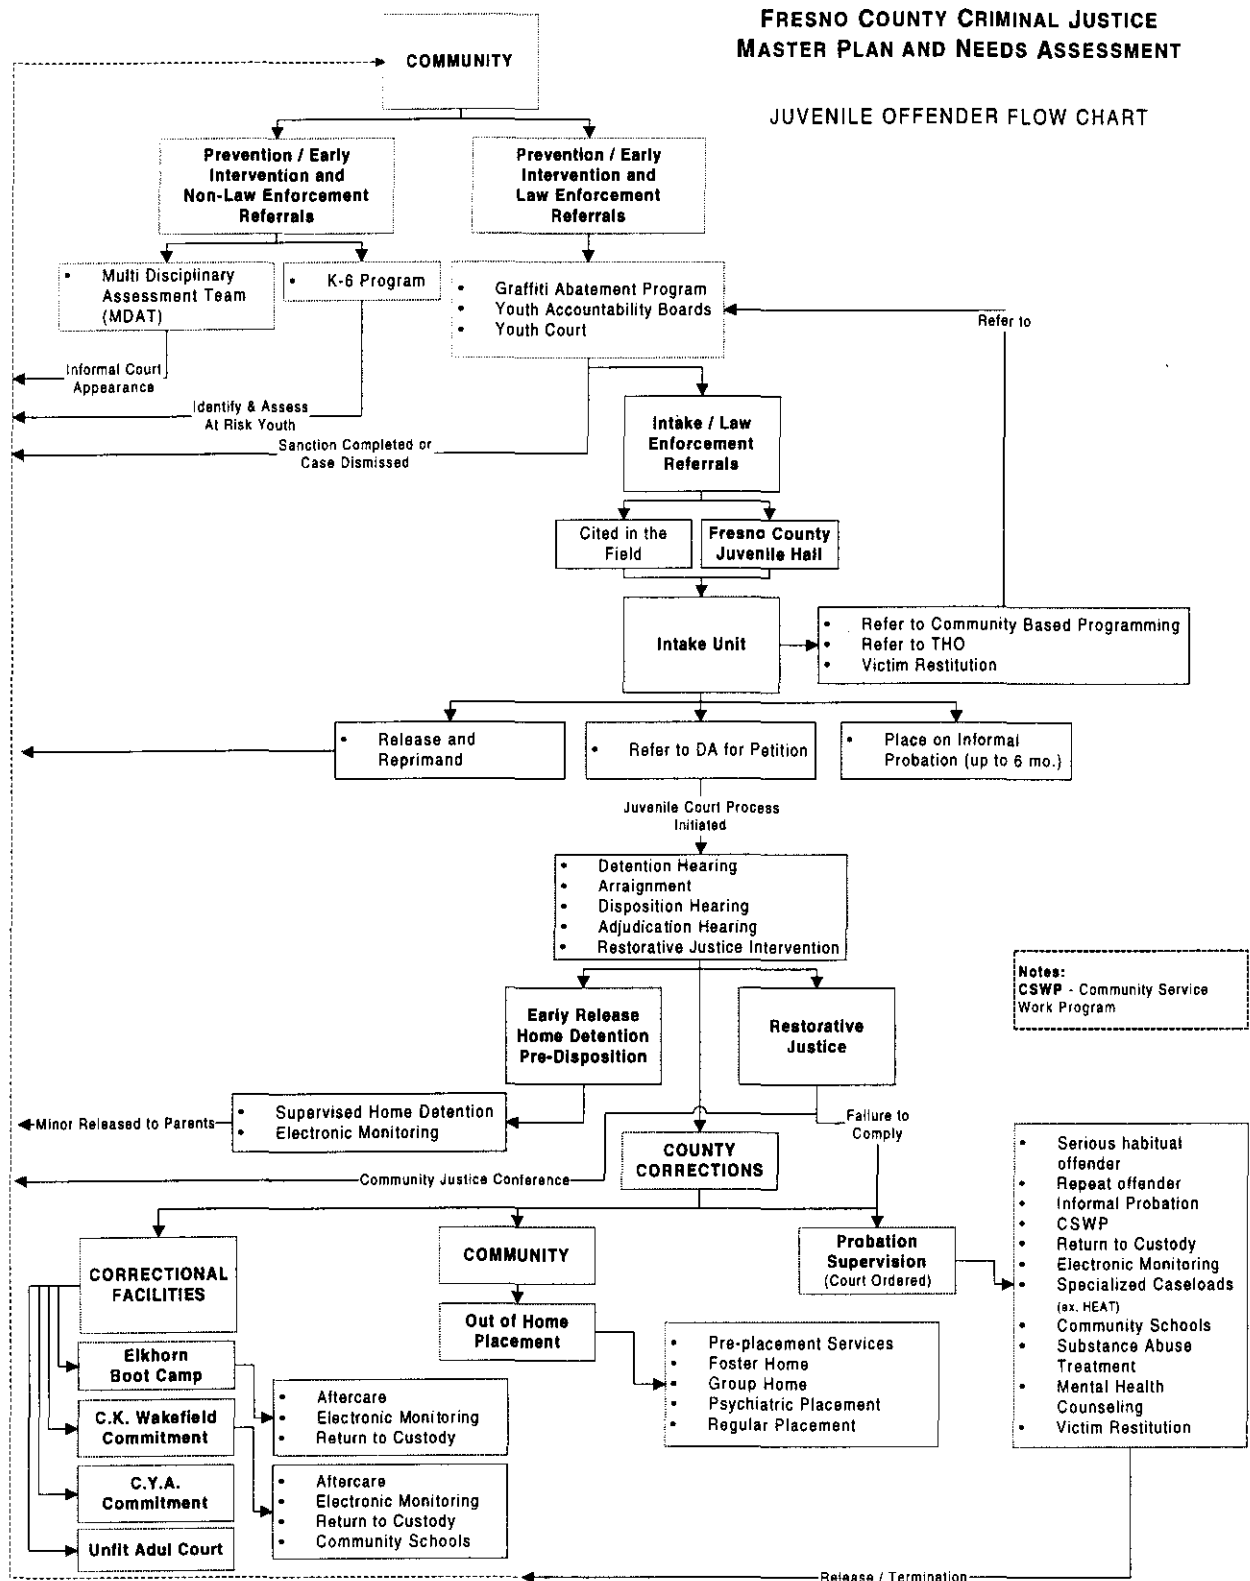 FRESNO COUNTY CRIMINAL JUSTICE
MASTER PLAN AND NEEDS ASSESSMENT
JUVENILE OFFENDER FLOW CHART
COMMUNITY
Prevention / Early
Intervention and
Non-Law Enforcement
Referrals
Prevention / Early
Intervention and
Law Enforcement
Referrals
• Multi Disciplinary
Assessment Team
(MDAT)
• K-6 Program
• Graffiti Abatement Program
• Youth Accountability Boards
• Youth Court
Refer to
Informal Court
Appearance
Identify & Assess
At Risk Youth
Sanction Completed or
Case Dismissed
Intake / Law
Enforcement
Referrals
Cited in the
Field
Fresno County
Juvenile Hall
Intake Unit
• Refer to Community Based Programming
• Refer to THO
• Victim Restitution
• Release and
Reprimand
• Refer to DA for Petition
• Place on Informal
Probation (up to 6 mo.)
Juvenile Court Process
Initiated
• Detention Hearing
• Arraignment
• Disposition Hearing
• Adjudication Hearing
• Restorative Justice Intervention
Notes:
CSWP - Community Service
Work Program
Early Release
Home Detention
Pre-Disposition
Restorative
Justice
Minor Released to Parents
• Supervised Home Detention
• Electronic Monitoring
Failure to
Comply
COUNTY
CORRECTIONS
Community Justice Conference
CORRECTIONAL
FACILITIES
COMMUNITY
Probation
Supervision
(Court Ordered)
• Serious habitual
offender
• Repeat offender
• Informal Probation
• CSWP
• Return to Custody
• Electronic Monitoring
• Specialized Caseloads
(ex. HEAT)
• Community Schools
• Substance Abuse
Treatment
• Mental Health
Counseling
• Victim Restitution
Out of Home
Placement
• Pre-placement Services
• Foster Home
• Group Home
• Psychiatric Placement
• Regular Placement
Elkhorn
Boot Camp
• Aftercare
• Electronic Monitoring
• Return to Custody
C.K. Wakefield
Commitment
• Aftercare
• Electronic Monitoring
• Return to Custody
• Community Schools
C.Y.A.
Commitment
Unfit Adul Court
Release / Termination